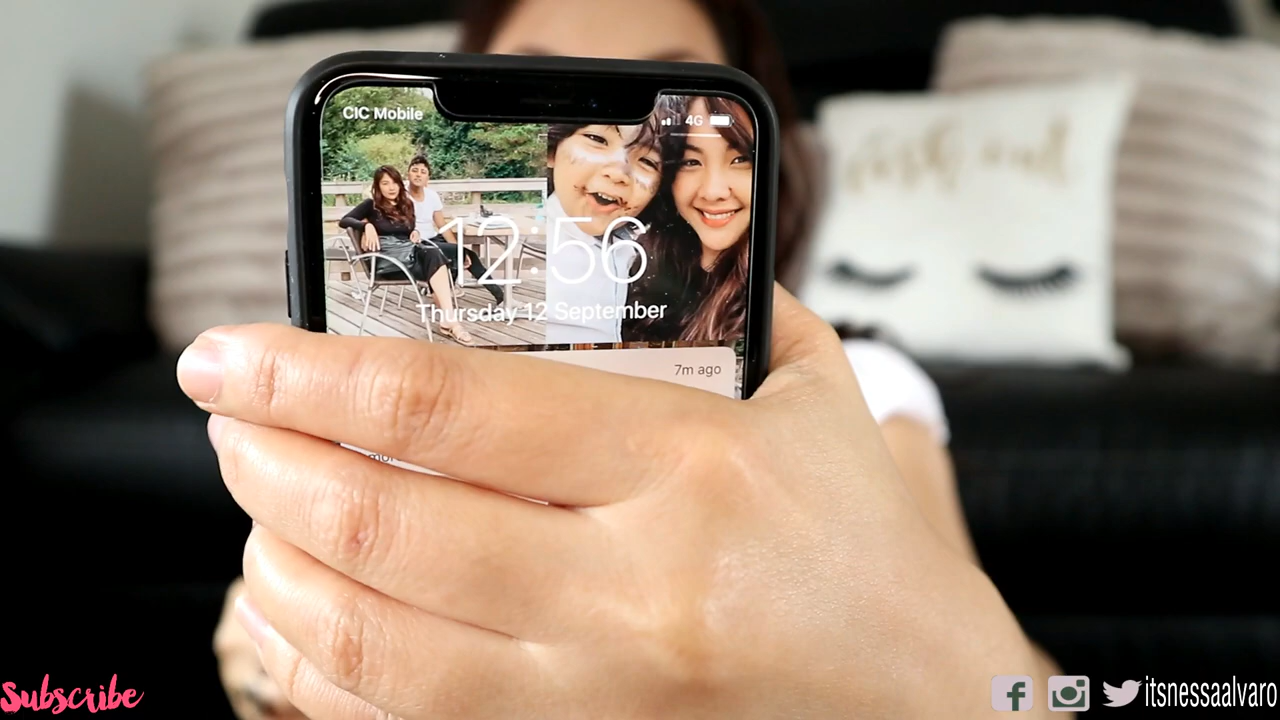 CIC Mobile
4G
12:56
Thursday 12 September
7m ago
Subscribe
itsnessaalvaro